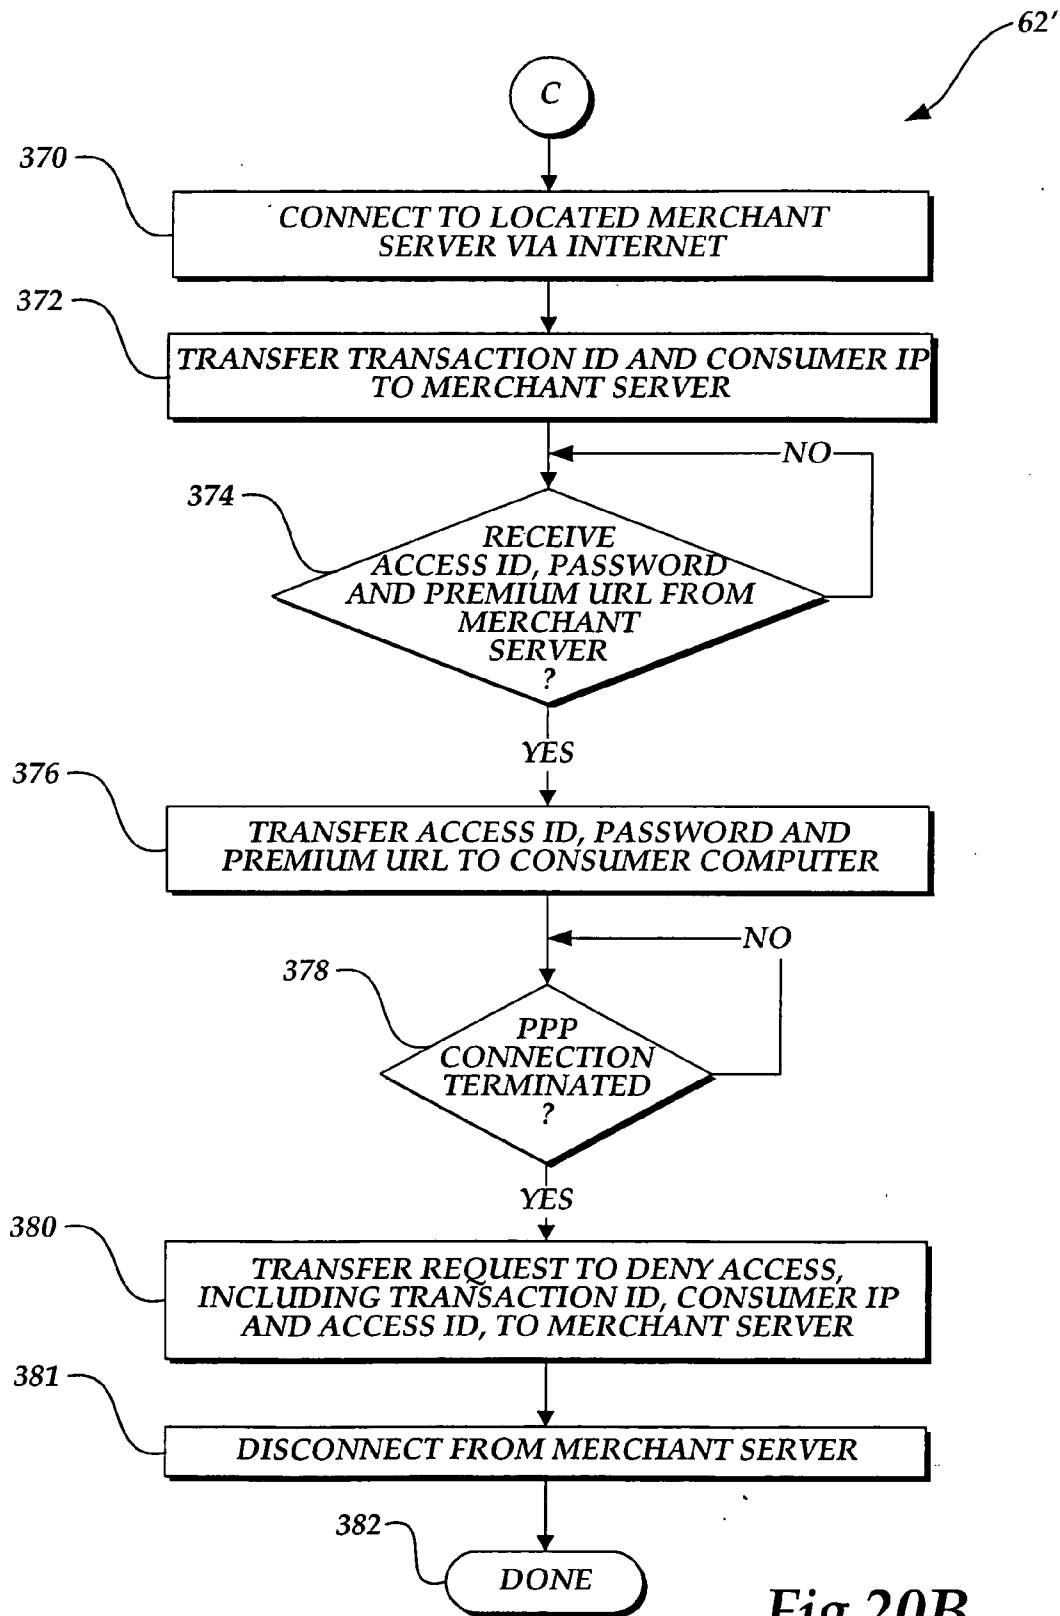 62'
C
370
CONNECT TO LOCATED MERCHANT
SERVER VIA INTERNET
372
TRANSFER TRANSACTION ID AND CONSUMER IP
TO MERCHANT SERVER
NO
374
RECEIVE
ACCESS ID, PASSWORD
AND PREMIUM URL FROM
MERCHANT
SERVER
?
YES
376
TRANSFER ACCESS ID, PASSWORD AND
PREMIUM URL TO CONSUMER COMPUTER
NO
378
PPP
CONNECTION
TERMINATED
?
YES
380
TRANSFER REQUEST TO DENY ACCESS,
INCLUDING TRANSACTION ID, CONSUMER IP
AND ACCESS ID, TO MERCHANT SERVER
381
DISCONNECT FROM MERCHANT SERVER
382
DONE
Fig.20B